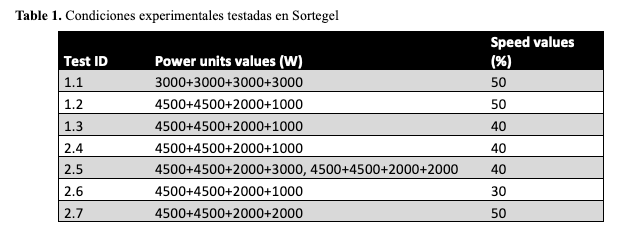 Table 1. Condiciones experimentales testadas en Sortegel
Test ID Power units values (W) Speed values (%)
1.1 3000+3000+3000+3000 50
1.2 4500+4500+2000+1000 50
1.3 4500+4500+2000+1000 40
2.4 4500+4500+2000+1000 40
2.5 4500+4500+2000+3000, 4500+4500+2000+2000 40
2.6 4500+4500+2000+1000 30
2.7 4500+4500+2000+2000 50